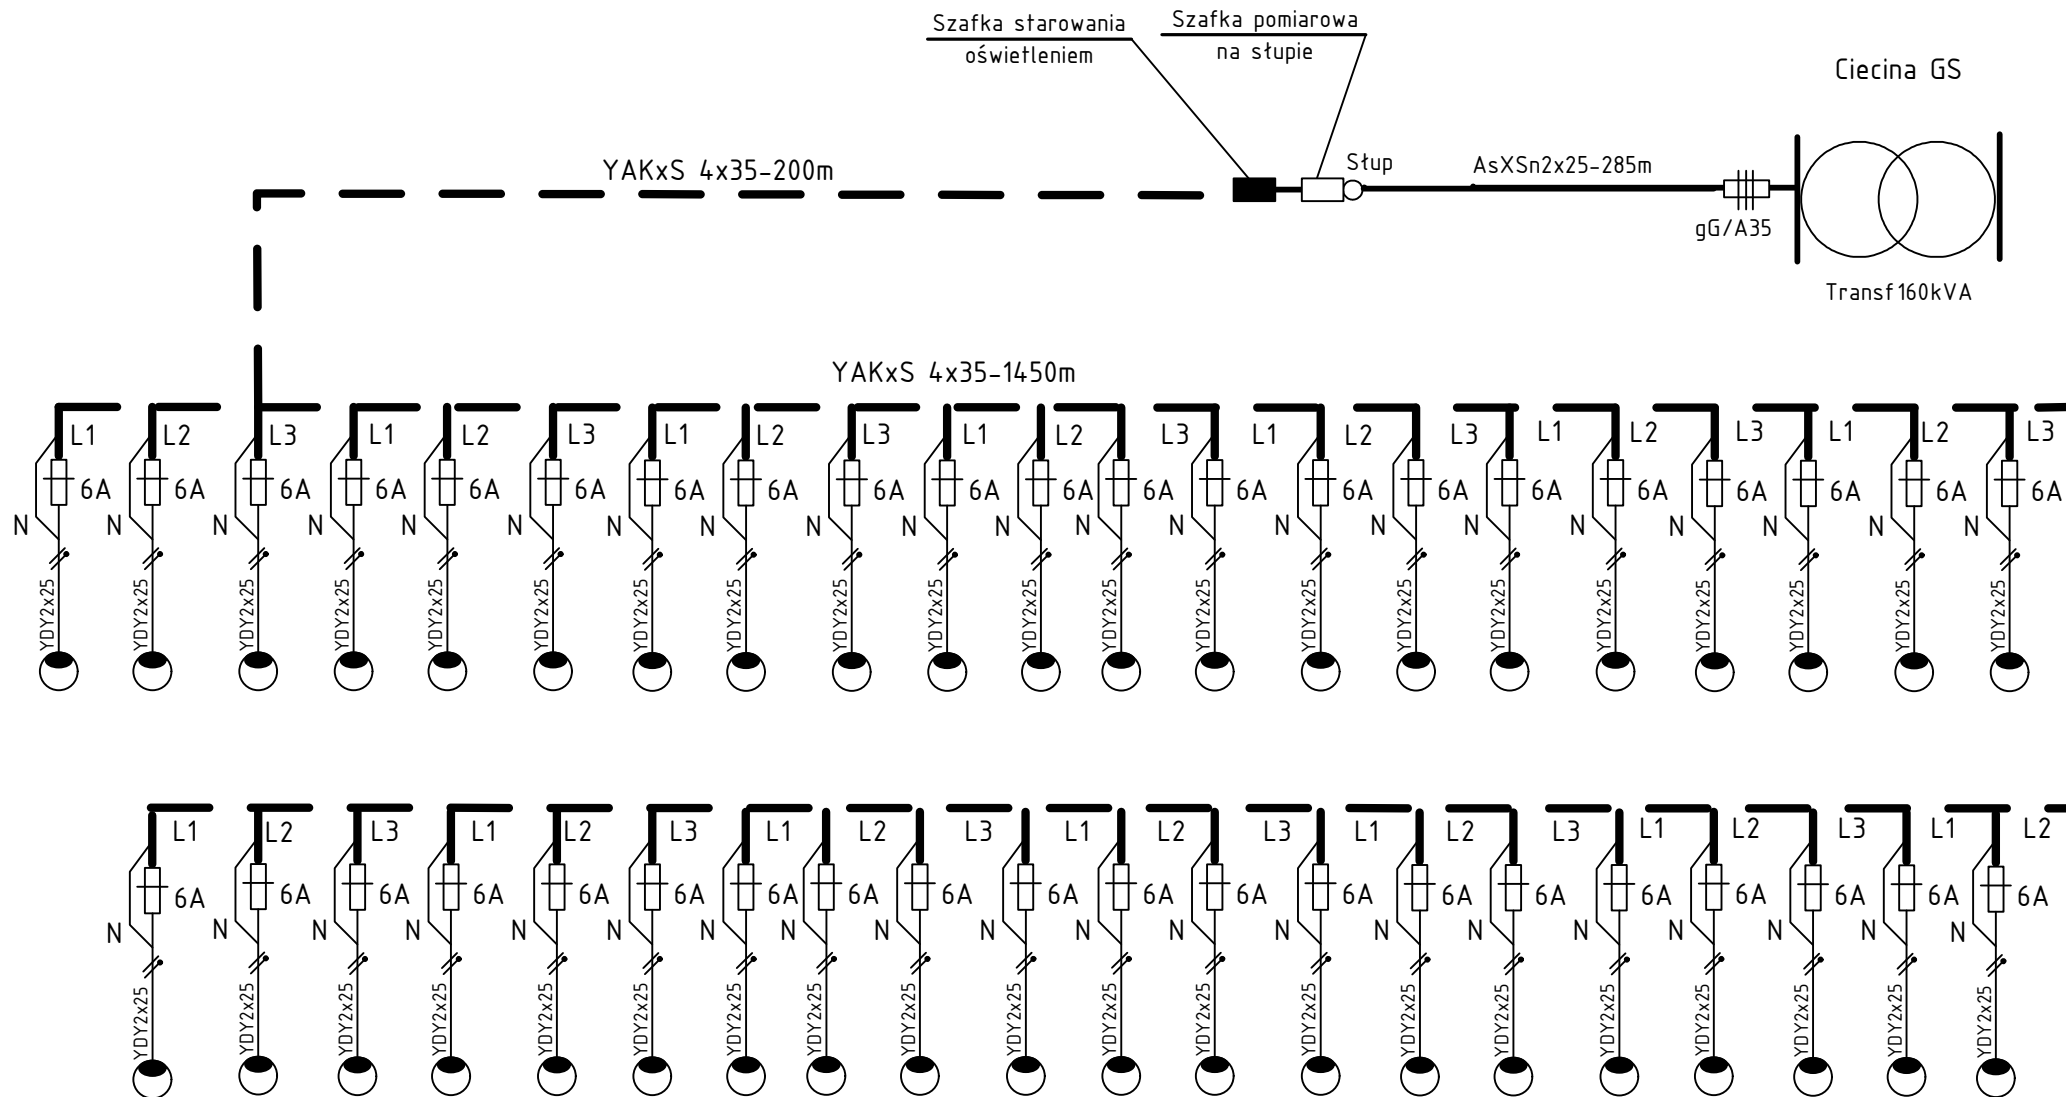 Szafka starowania
oświetleniem
Szafka pomiarowa
na słupie
Ciecina GS
YAKxS 4x35-200m
Słup
AsXSn2x25-285m
gG/A35
Transf160kVA
YAKxS 4x35-1450m
L1 L2 L3 L1 L2 L3 L1 L2 L3 L1 L2 L3 L1 L2 L3 L1 L2 L3 L1 L2 L3
6A 6A 6A 6A 6A 6A 6A 6A 6A 6A 6A 6A 6A 6A 6A 6A 6A 6A 6A 6A 6A
N N N N N N N N N N N N N N N N N N N N N
YDY2x25 YDY2x25 YDY2x25 YDY2x25 YDY2x25 YDY2x25 YDY2x25 YDY2x25 YDY2x25 YDY2x25 YDY2x25 YDY2x25 YDY2x25 YDY2x25 YDY2x25 YDY2x25 YDY2x25 YDY2x25 YDY2x25 YDY2x25 YDY2x25
L1 L2 L3 L1 L2 L3 L1 L2 L3 L1 L2 L3 L1 L2 L3 L1 L2 L3 L1 L2
6A 6A 6A 6A 6A 6A 6A 6A 6A 6A 6A 6A 6A 6A 6A 6A 6A 6A 6A 6A
N N N N N N N N N N N N N N N N N N N N
YDY2x25 YDY2x25 YDY2x25 YDY2x25 YDY2x25 YDY2x25 YDY2x25 YDY2x25 YDY2x25 YDY2x25 YDY2x25 YDY2x25 YDY2x25 YDY2x25 YDY2x25 YDY2x25 YDY2x25 YDY2x25 YDY2x25 YDY2x25